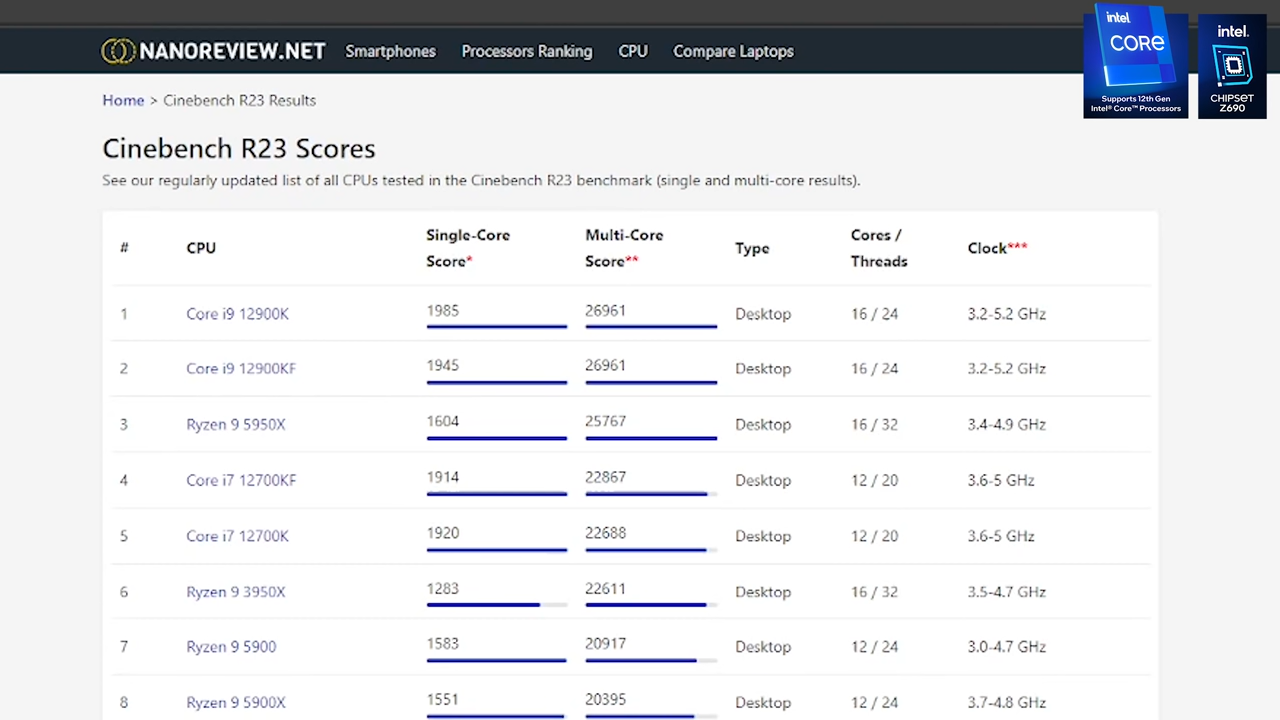 NANOREVIEW.NET Smartphones Processors Ranking CPU Compare Laptops
intel
CORE
Supports 12th Gen
Intel® Core™ Processors
intel.
CHIPSET
Z690
Home > Cinebench R23 Results
Cinebench R23 Scores
See our regularly updated list of all CPUs tested in the Cinebench R23 benchmark (single and multi-core results).
# CPU Single-Core Score* Multi-Core Score** Type Cores / Threads Clock***
1 Core i9 12900K 1985 26961 Desktop 16 / 24 3.2-5.2 GHz
2 Core i9 12900KF 1945 26961 Desktop 16 / 24 3.2-5.2 GHz
3 Ryzen 9 5950X 1604 25767 Desktop 16 / 32 3.4-4.9 GHz
4 Core i7 12700KF 1914 22867 Desktop 12 / 20 3.6-5 GHz
5 Core i7 12700K 1920 22688 Desktop 12 / 20 3.6-5 GHz
6 Ryzen 9 3950X 1283 22611 Desktop 16 / 32 3.5-4.7 GHz
7 Ryzen 9 5900 1583 20917 Desktop 12 / 24 3.0-4.7 GHz
8 Ryzen 9 5900X 1551 20395 Desktop 12 / 24 3.7-4.8 GHz